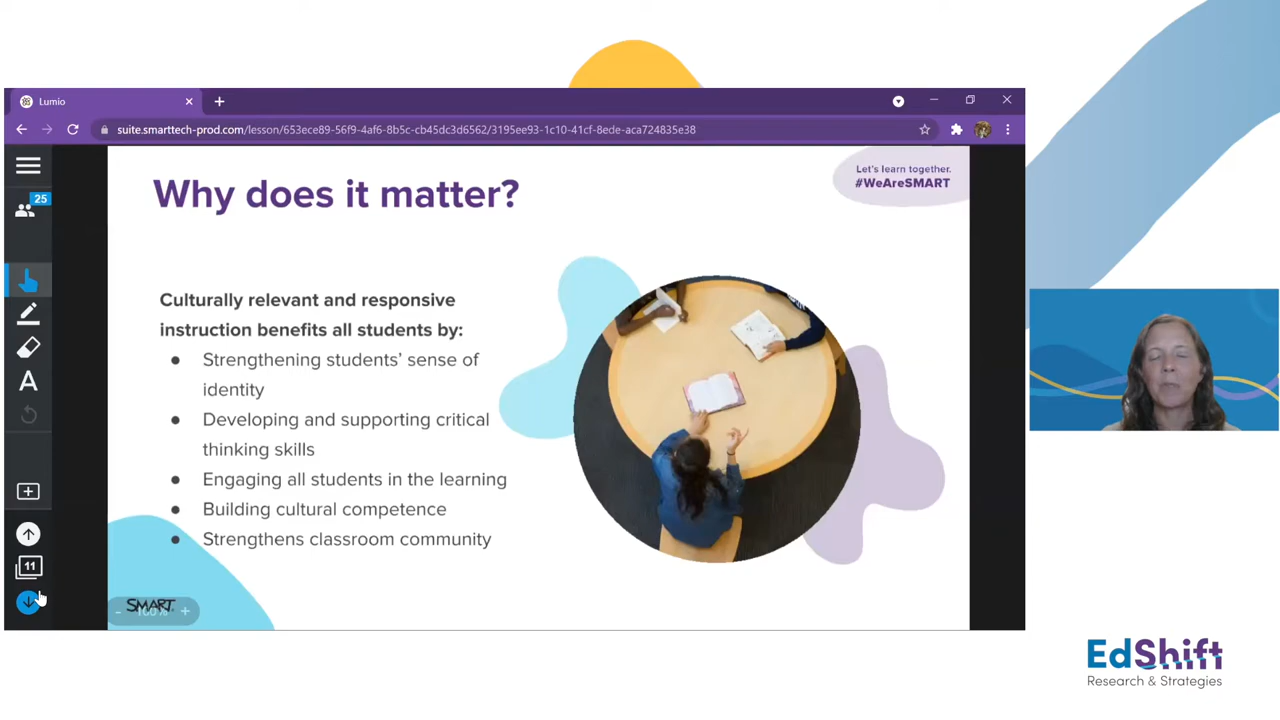 Lumio
suite.smarttech-prod.com/lesson/653ece89-56f9-4af6-8b5c-cb45dc3d6562/3195ee93-1c10-41cf-8ede-aca724835e38
25
Why does it matter?
Let's learn together.
#WeAreSMART
Culturally relevant and responsive
instruction benefits all students by:
● Strengthening students' sense of
identity
● Developing and supporting critical
thinking skills
● Engaging all students in the learning
● Building cultural competence
● Strengthens classroom community
A
11
SMART
- 100% +
EdShift
Research & Strategies